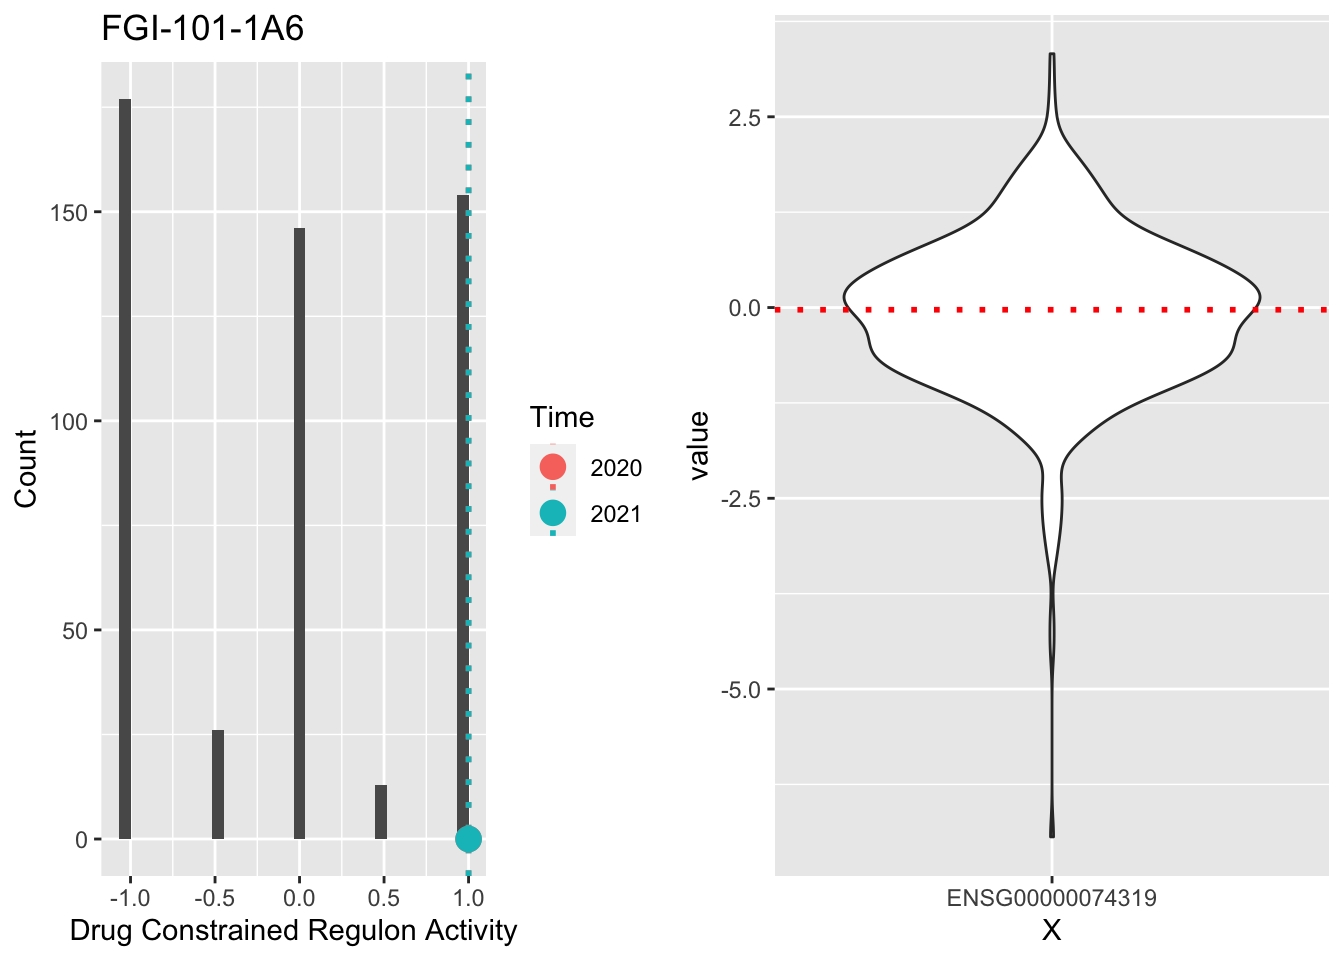 FGI-101-1A6
Count
150
100
50
0
-1.0 -0.5 0.0 0.5 1.0
Drug Constrained Regulon Activity
Time
2020
2021
value
2.5
0.0
-2.5
-5.0
ENSG00000074319
X